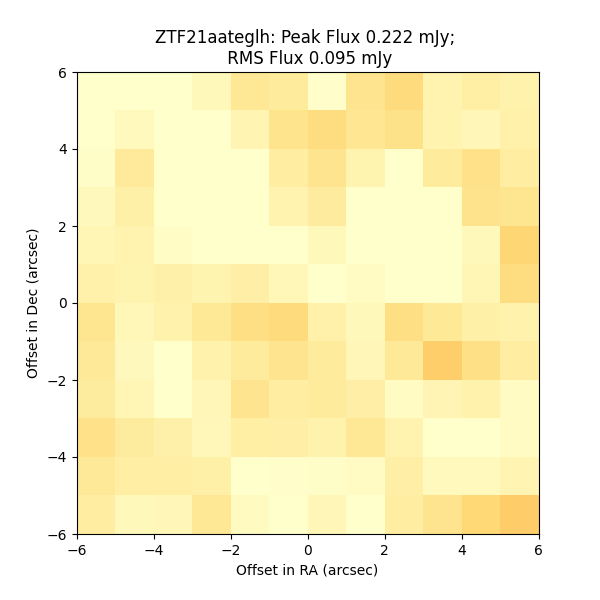 ZTF21aateglh: Peak Flux 0.222 mJy;
RMS Flux 0.095 mJy
6
4
2
0
−2
−4
−6
Offset in Dec (arcsec)
−6 −4 −2 0 2 4 6
Offset in RA (arcsec)